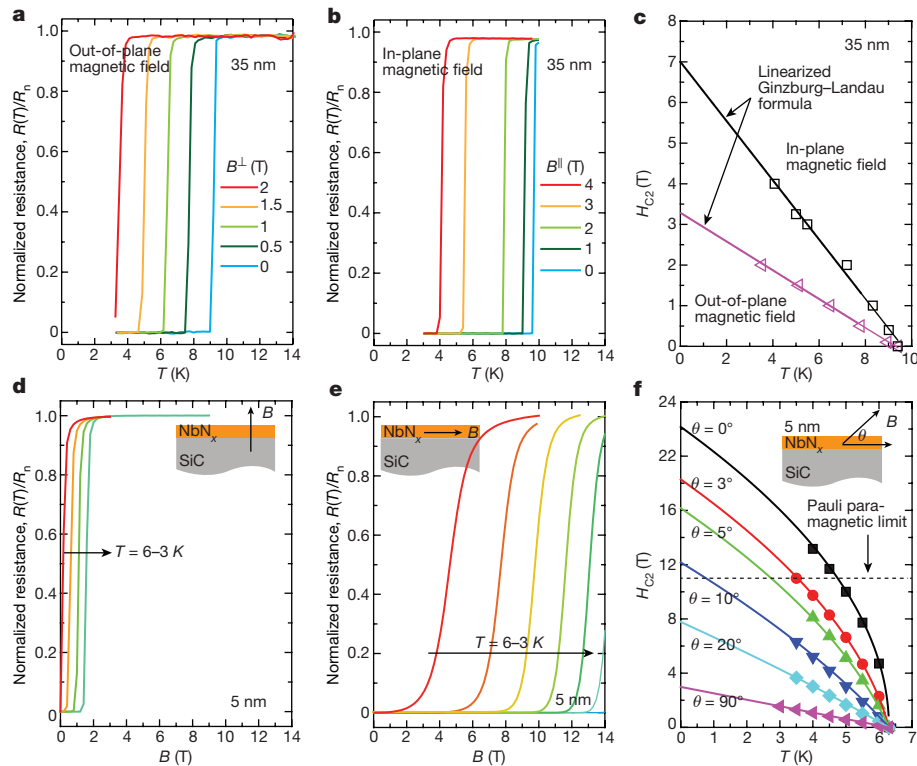 a
Out-of-plane
magnetic field
35 nm
B⊥ (T)
2
1.5
1
0.5
0
Normalized resistance, R(T)/Rn
1.0
0.8
0.6
0.4
0.2
0
0 2 4 6 8 10 12 14
T (K)
b
In-plane
magnetic field
35 nm
B|| (T)
4
3
2
1
0
Normalized resistance, R(T)/Rn
1.0
0.8
0.6
0.4
0.2
0
0 2 4 6 8 10 12 14
T (K)
c
35 nm
Linearized
Ginzburg–Landau
formula
In-plane
magnetic field
Out-of-plane
magnetic field
HC2 (T)
8
7
6
5
4
3
2
1
0
0 2 4 6 8 10
T (K)
d
B
NbNx
SiC
T = 6–3 K
5 nm
Normalized resistance, R(T)/Rn
1.0
0.8
0.6
0.4
0.2
0
0 2 4 6 8 10 12 14
B (T)
e
NbNx
B
SiC
T = 6–3 K
5 nm
Normalized resistance, R(T)/Rn
1.0
0.8
0.6
0.4
0.2
0
0 2 4 6 8 10 12 14
B (T)
f
5 nm
NbNx
B
θ
SiC
Pauli para-
magnetic limit
θ = 0°
θ = 3°
θ = 5°
θ = 10°
θ = 20°
θ = 90°
HC2 (T)
24
20
16
12
8
4
0
0 1 2 3 4 5 6 7
T (K)